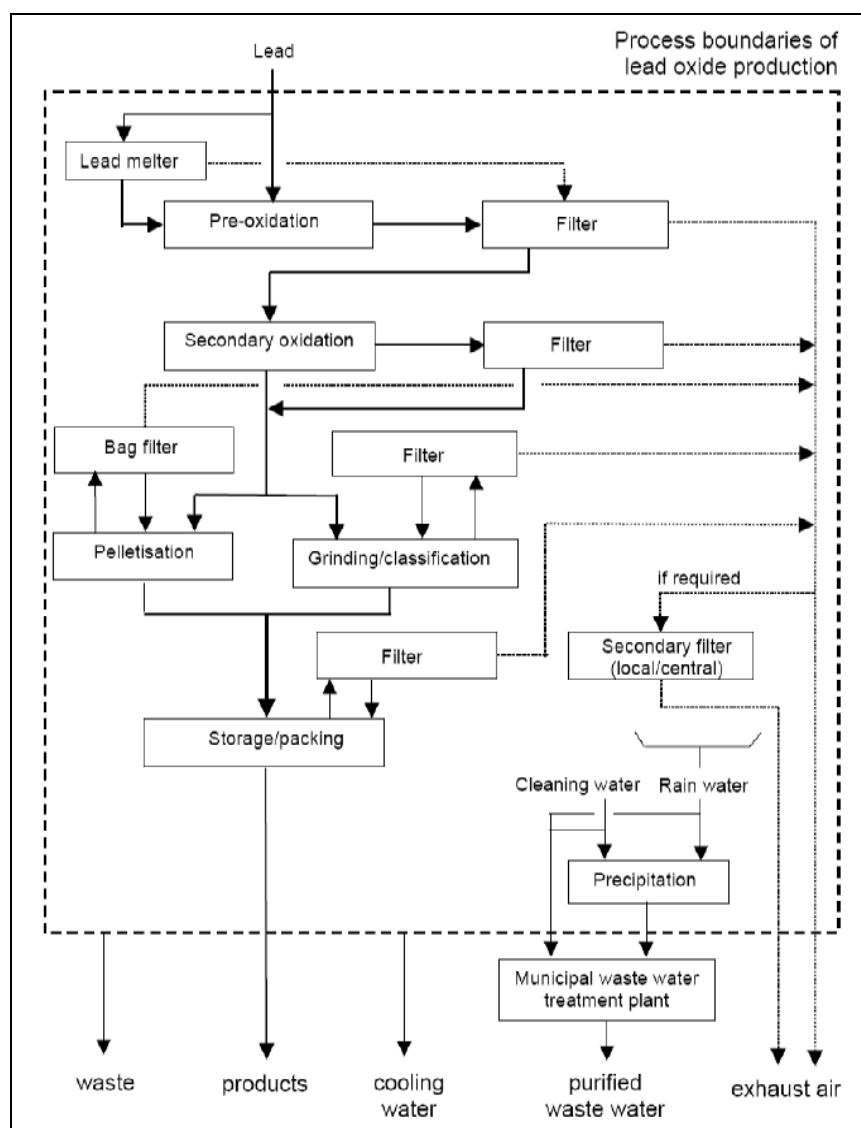 Process boundaries of
lead oxide production
Lead
Lead melter
Pre-oxidation
Filter
Secondary oxidation
Filter
Bag filter
Filter
Pelletisation
Grinding/classification
if required
Filter
Secondary filter
(local/central)
Storage/packing
Cleaning water
Rain water
Precipitation
Municipal waste water
treatment plant
waste
products
cooling
water
purified
waste water
exhaust air